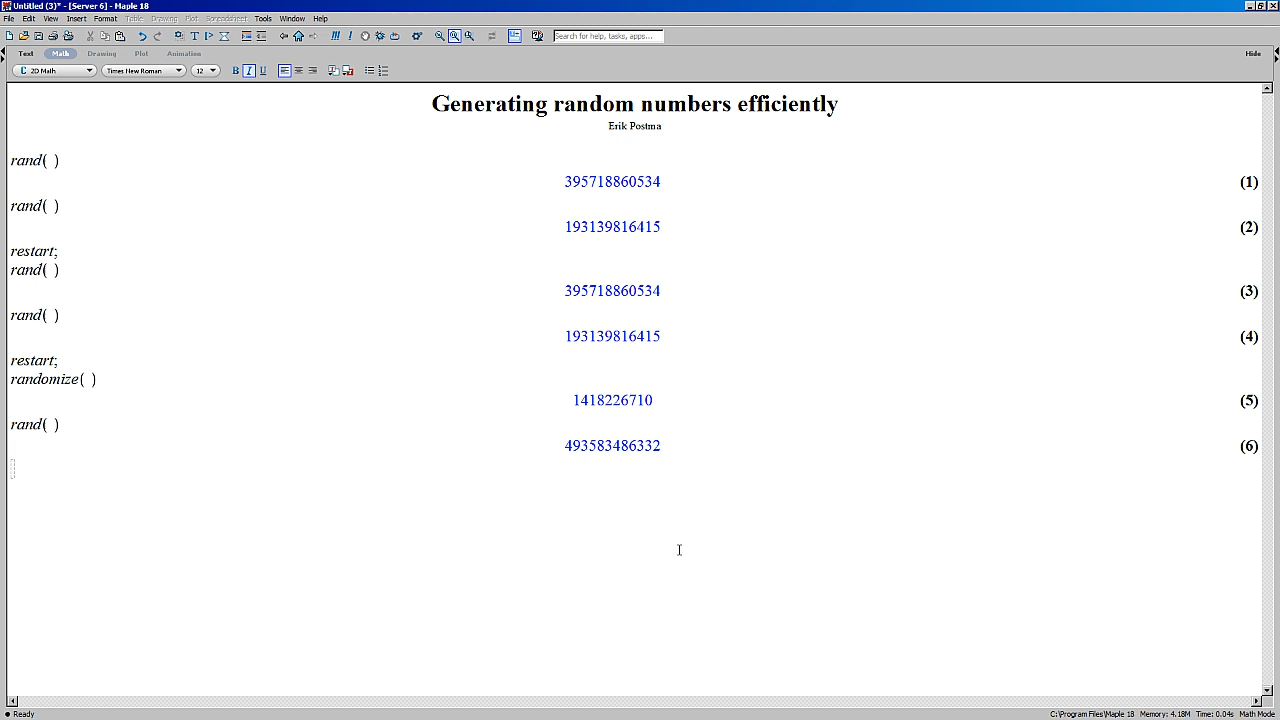 Untitled (3)* - [Server 6] - Maple 18
File Edit View Insert Format Table Drawing Plot Spreadsheet Tools Window Help
Search for help, tasks, apps...
Text Math Drawing Plot Animation Hide
C 2D Math Times New Roman 12 B I U
Generating random numbers efficiently
Erik Postma
rand( )
395718860534 (1)
rand( )
193139816415 (2)
restart;
rand( )
395718860534 (3)
rand( )
193139816415 (4)
restart;
randomize( )
1418226710 (5)
rand( )
493583486332 (6)
Ready C:\Program Files\Maple 18 Memory: 4.18M Time: 0.04s Math Mode